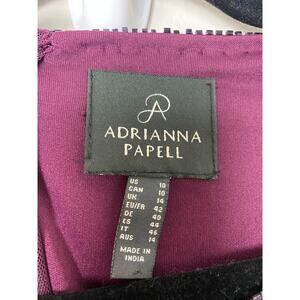 ADRIANNA
PAPELL
US 10
CAN 10
UK 14
EU/FR 42
DE 40
ES 44
IT 46
AUS 14
MADE IN
INDIA